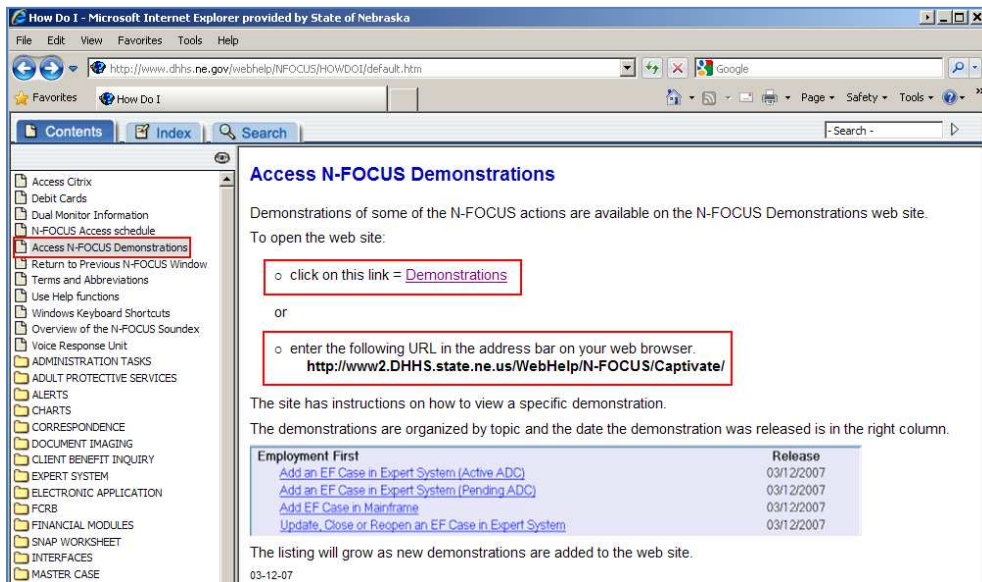 How Do I - Microsoft Internet Explorer provided by State of Nebraska
File Edit View Favorites Tools Help
http://www.dhhs.ne.gov/webhelp/NFOCUS/HOWDOI/default.htm
Google
Favorites
How Do I
Page
Safety
Tools
Contents
Index
Search
- Search -
Access Citrix
Debit Cards
Dual Monitor Information
N-FOCUS Access schedule
Access N-FOCUS Demonstrations
Return to Previous N-FOCUS Window
Terms and Abbreviations
Use Help functions
Windows Keyboard Shortcuts
Overview of the N-FOCUS Soundex
Voice Response Unit
ADMINISTRATION TASKS
ADULT PROTECTIVE SERVICES
ALERTS
CHARTS
CORRESPONDENCE
DOCUMENT IMAGING
CLIENT BENEFIT INQUIRY
EXPERT SYSTEM
ELECTRONIC APPLICATION
FCRB
FINANCIAL MODULES
SNAP WORKSHEET
INTERFACES
MASTER CASE
Access N-FOCUS Demonstrations
Demonstrations of some of the N-FOCUS actions are available on the N-FOCUS Demonstrations web site.
To open the web site:
o click on this link = Demonstrations
or
o enter the following URL in the address bar on your web browser.
http://www2.DHHS.state.ne.us/WebHelp/N-FOCUS/Captivate/
The site has instructions on how to view a specific demonstration.
The demonstrations are organized by topic and the date the demonstration was released is in the right column.
Employment First Release
Add an EF Case in Expert System (Active ADC) 03/12/2007
Add an EF Case in Expert System (Pending ADC) 03/12/2007
Add EF Case in Mainframe 03/12/2007
Update, Close or Reopen an EF Case in Expert System 03/12/2007
The listing will grow as new demonstrations are added to the web site.
03-12-07